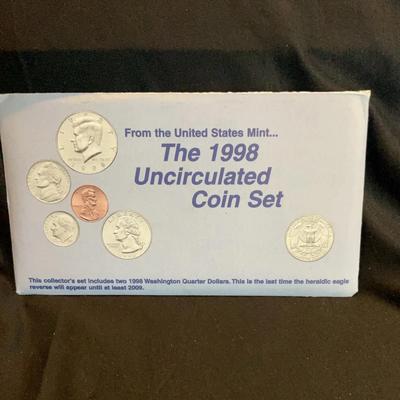 From the United States Mint...
The 1998
Uncirculated
Coin Set
This collector's set includes two 1998 Washington Quarter Dollars. This is the last time the heraldic eagle
reverse will appear until at least 2009.